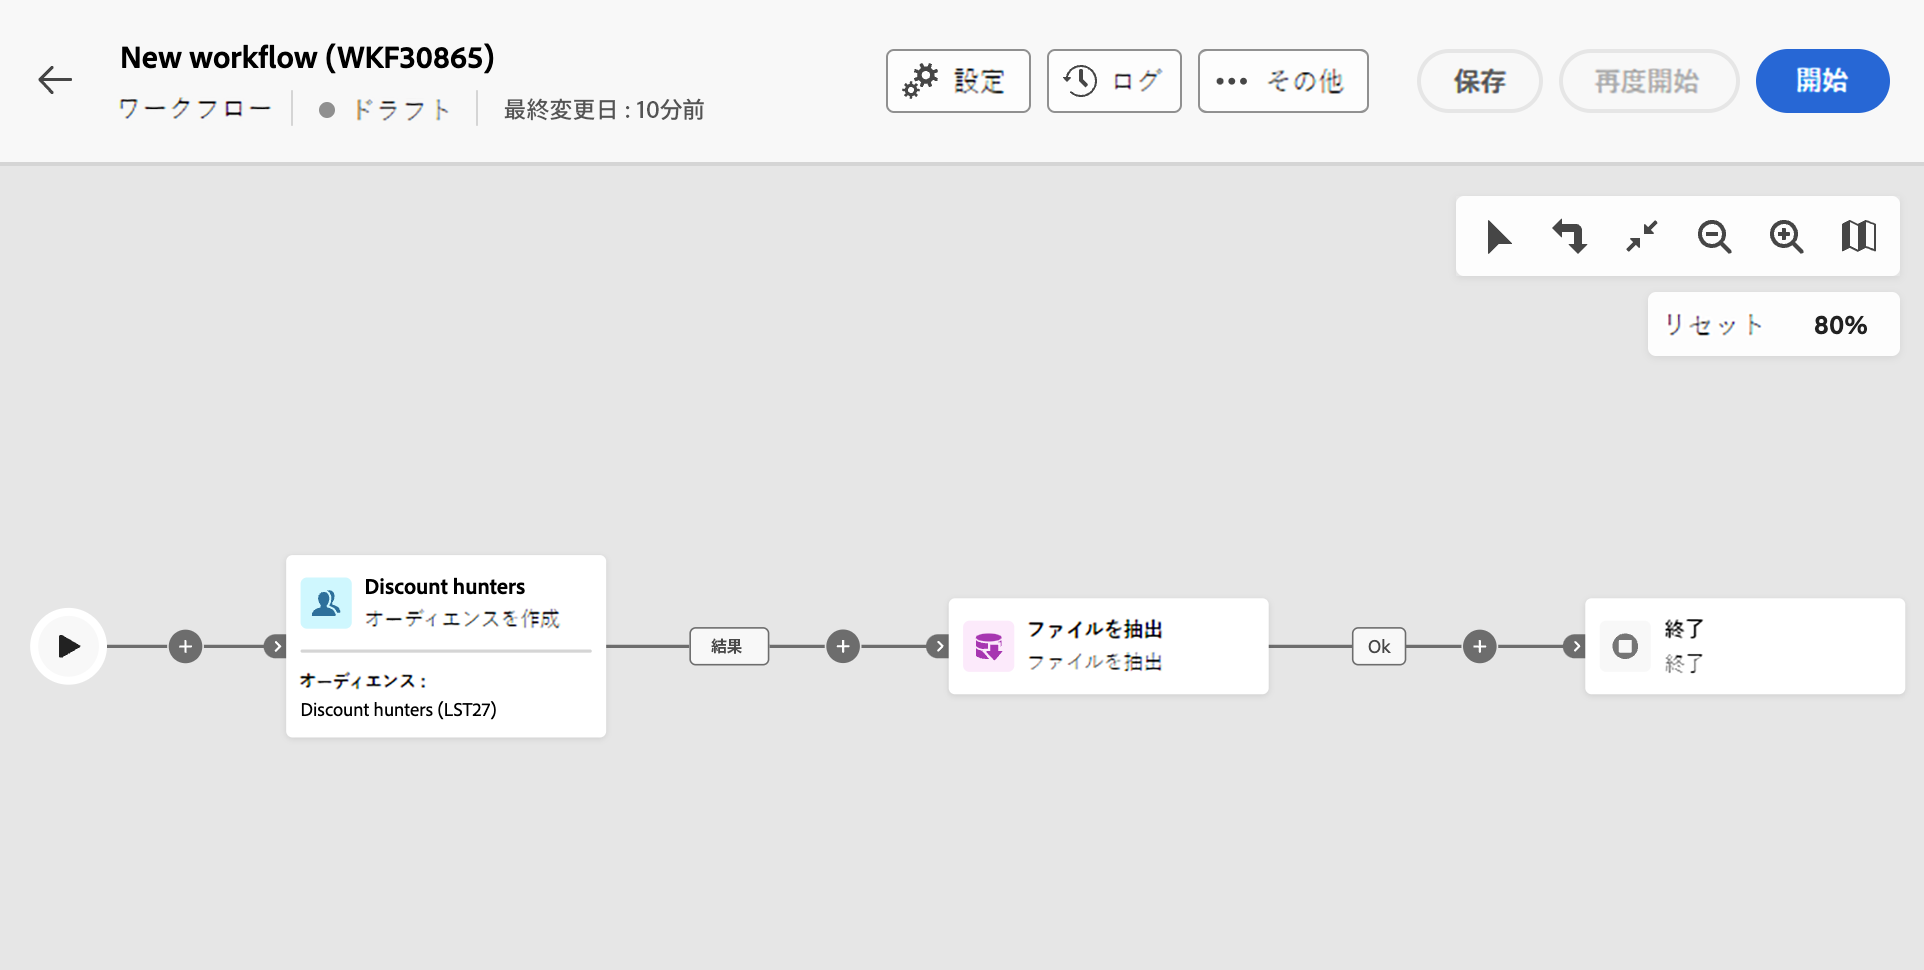 New workflow (WKF30865)
ワークフロー ドラフト 最終変更日 : 10分前
設定 ログ その他 保存 再度開始 開始
リセット 80%
Discount hunters
オーディエンスを作成
オーディエンス :
Discount hunters (LST27)
結果
ファイルを抽出
ファイルを抽出
Ok
終了
終了